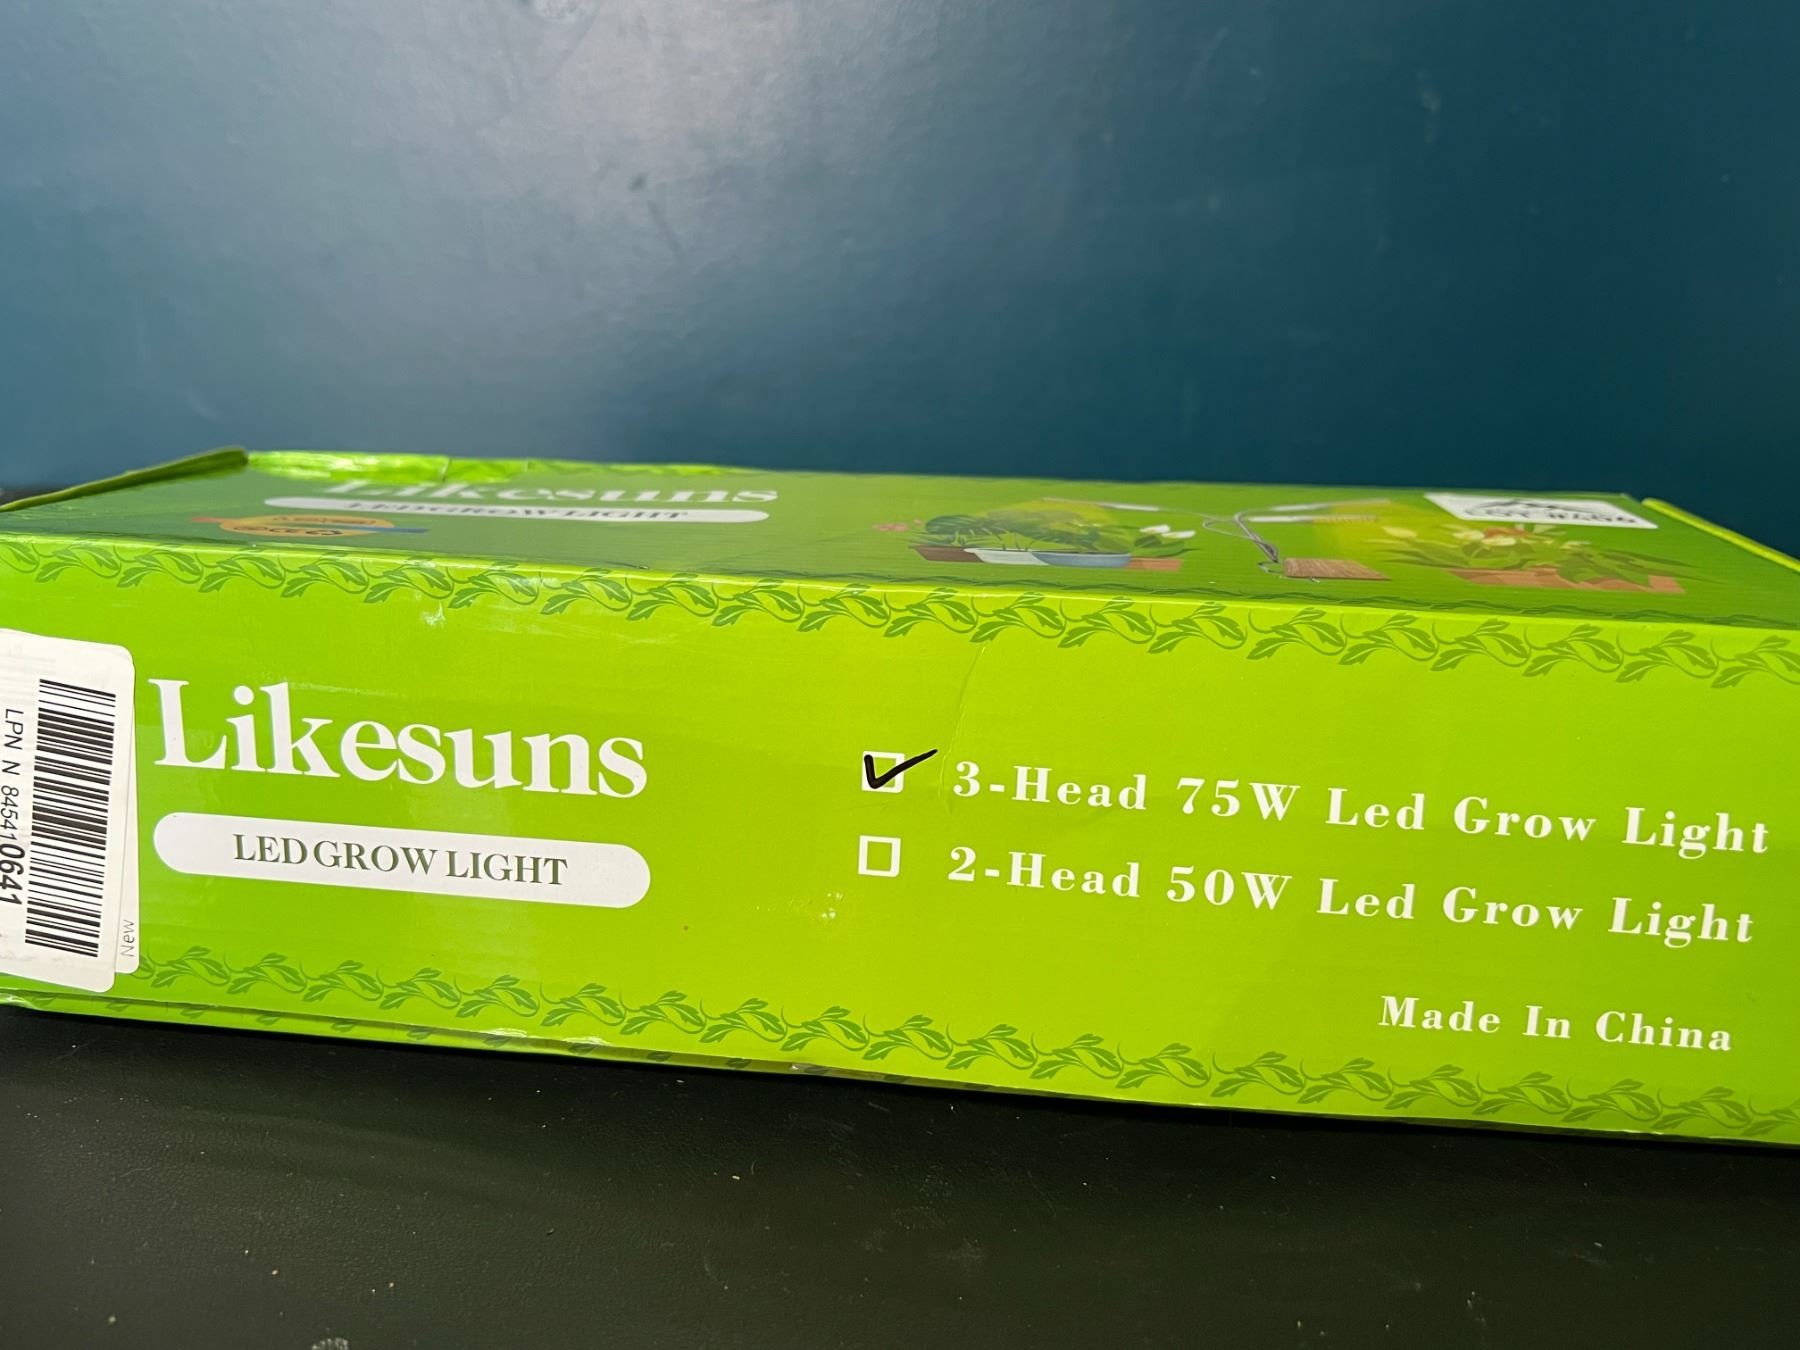 Likesuns
LED GROW LIGHT
LPN N 845410641
New
Likesuns
LED GROW LIGHT
3-Head 75W Led Grow Light
2-Head 50W Led Grow Light
Made In China